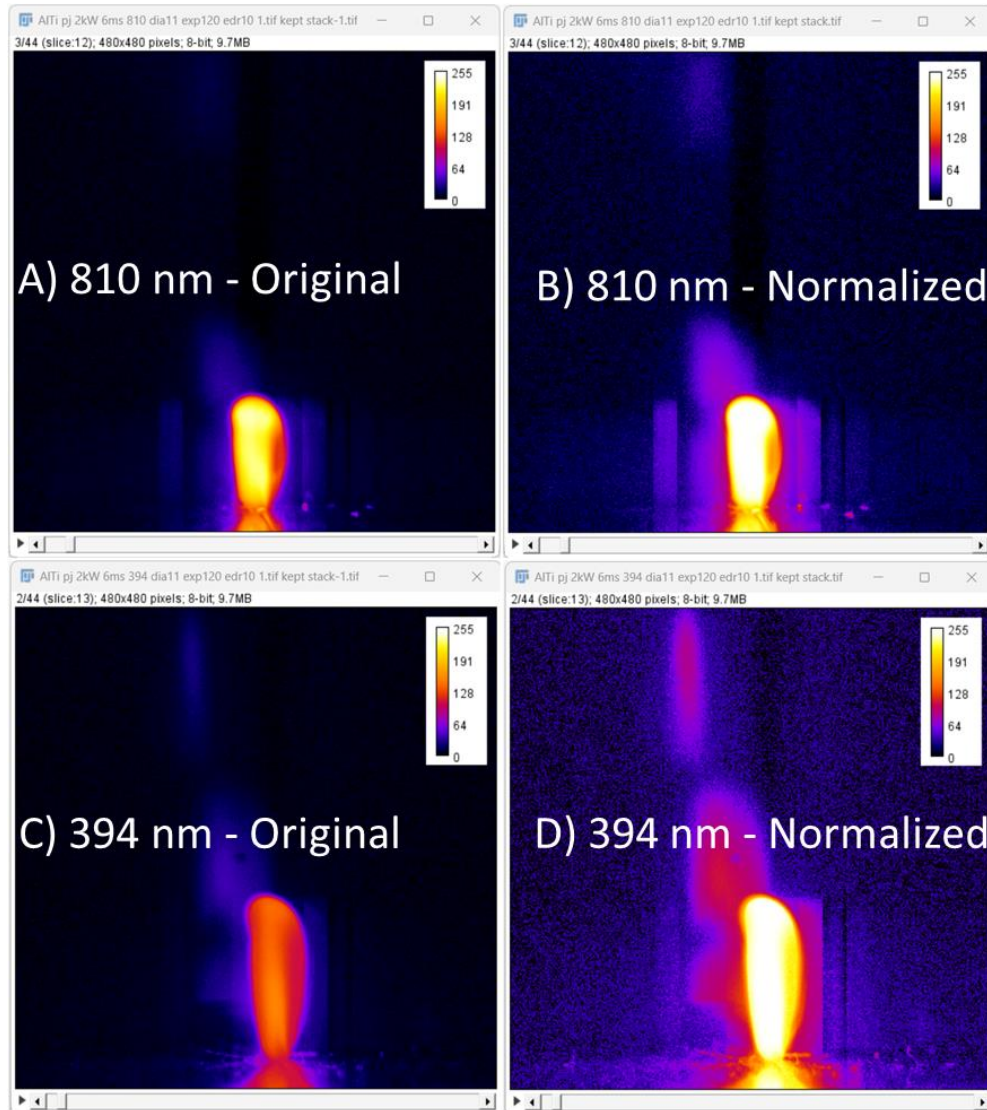 AlTi pj 2kW 6ms 810 dia11 exp120 edr10 1.tif kept stack-1.tif
3/44 (slice:12); 480x480 pixels; 8-bit; 9.7MB
255
191
128
64
0
A) 810 nm - Original
AlTi pj 2kW 6ms 810 dia11 exp120 edr10 1.tif kept stack.tif
3/44 (slice:12); 480x480 pixels; 8-bit; 9.7MB
255
191
128
64
0
B) 810 nm - Normalized
AlTi pj 2kW 6ms 394 dia11 exp120 edr10 1.tif kept stack-1.tif
2/44 (slice:13); 480x480 pixels; 8-bit; 9.7MB
255
191
128
64
0
C) 394 nm - Original
AlTi pj 2kW 6ms 394 dia11 exp120 edr10 1.tif kept stack.tif
2/44 (slice:13); 480x480 pixels; 8-bit; 9.7MB
255
191
128
64
0
D) 394 nm - Normalized